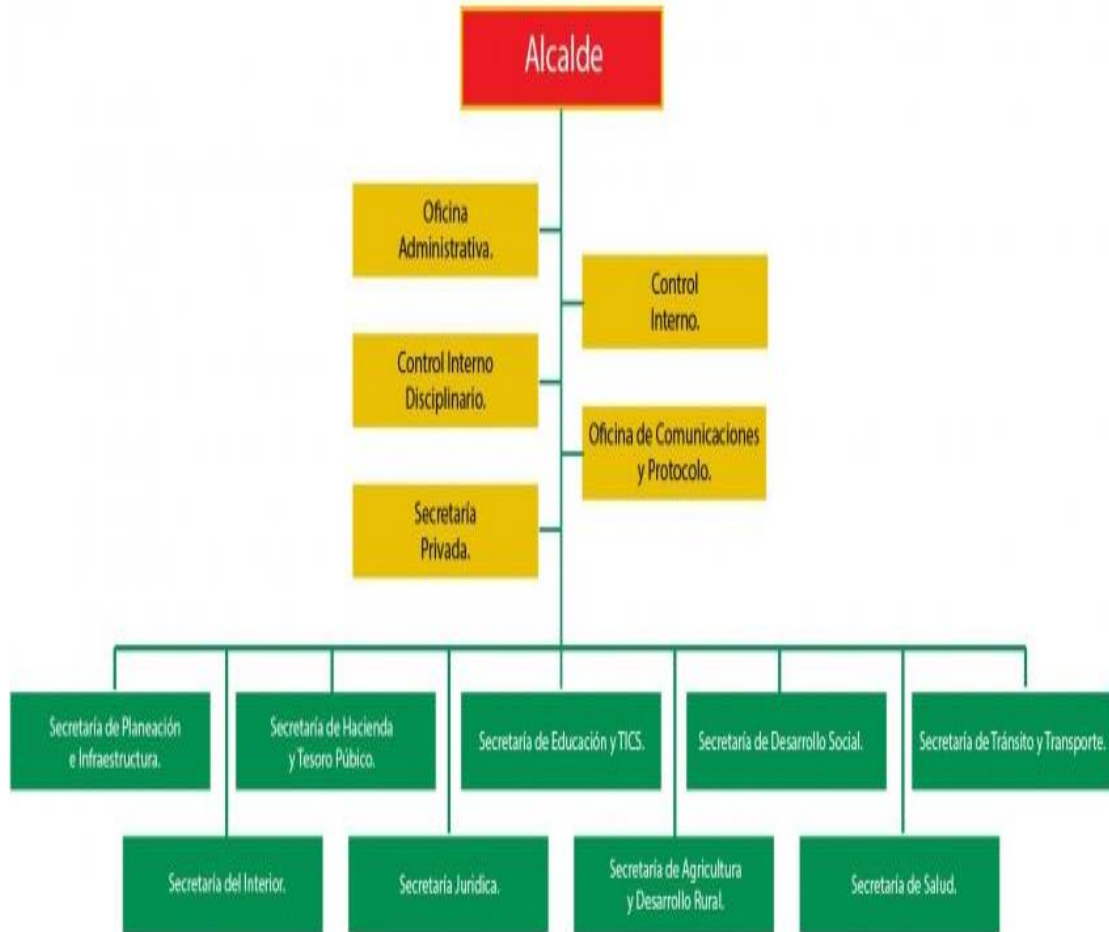 Alcalde
Oficina
Administrativa.
Control
Interno.
Control Interno
Disciplinario.
Oficina de Comunicaciones
y Protocolo.
Secretaría
Privada.
Secretaría de Planeación
e Infraestructura.
Secretaría de Hacienda
y Tesoro Púbico.
Secretaría de Educación y TICS.
Secretaría de Desarrollo Social.
Secretaría de Tránsito y Transporte.
Secretaría del Interior.
Secretaría Juridica.
Secretaría de Agricultura
y Desarrollo Rural.
Secretaría de Salud.